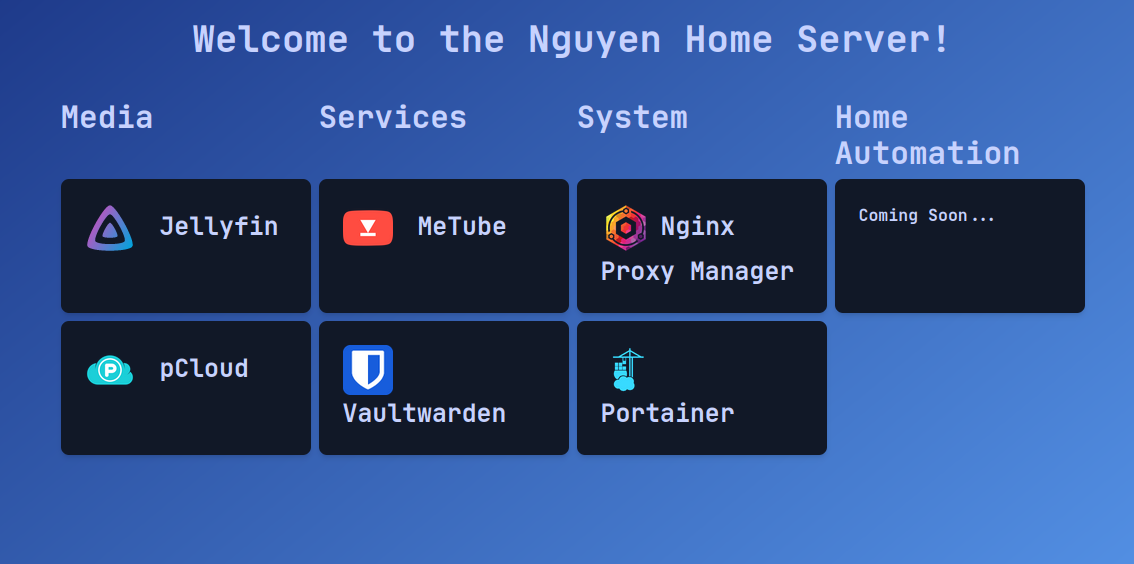 Welcome to the Nguyen Home Server!
Media
Jellyfin
pCloud
Services
MeTube
Vaultwarden
System
Nginx
Proxy Manager
Portainer
Home
Automation
Coming Soon...